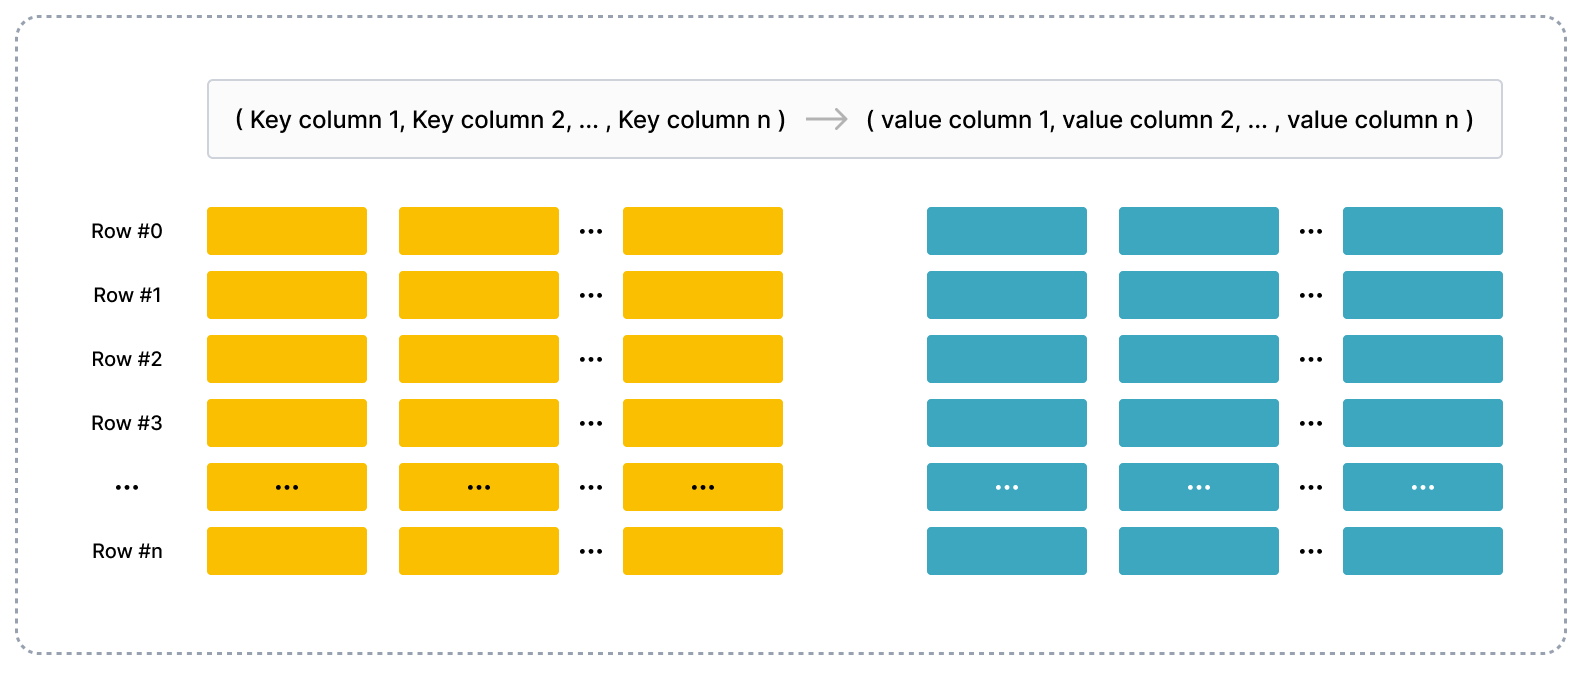 ( Key column 1, Key column 2, ... , Key column n ) → ( value column 1, value column 2, ... , value column n )
Row #0 ... ...
Row #1 ... ...
Row #2 ... ...
Row #3 ... ...
... ... ... ... ... ... ... ... ...
Row #n ... ...